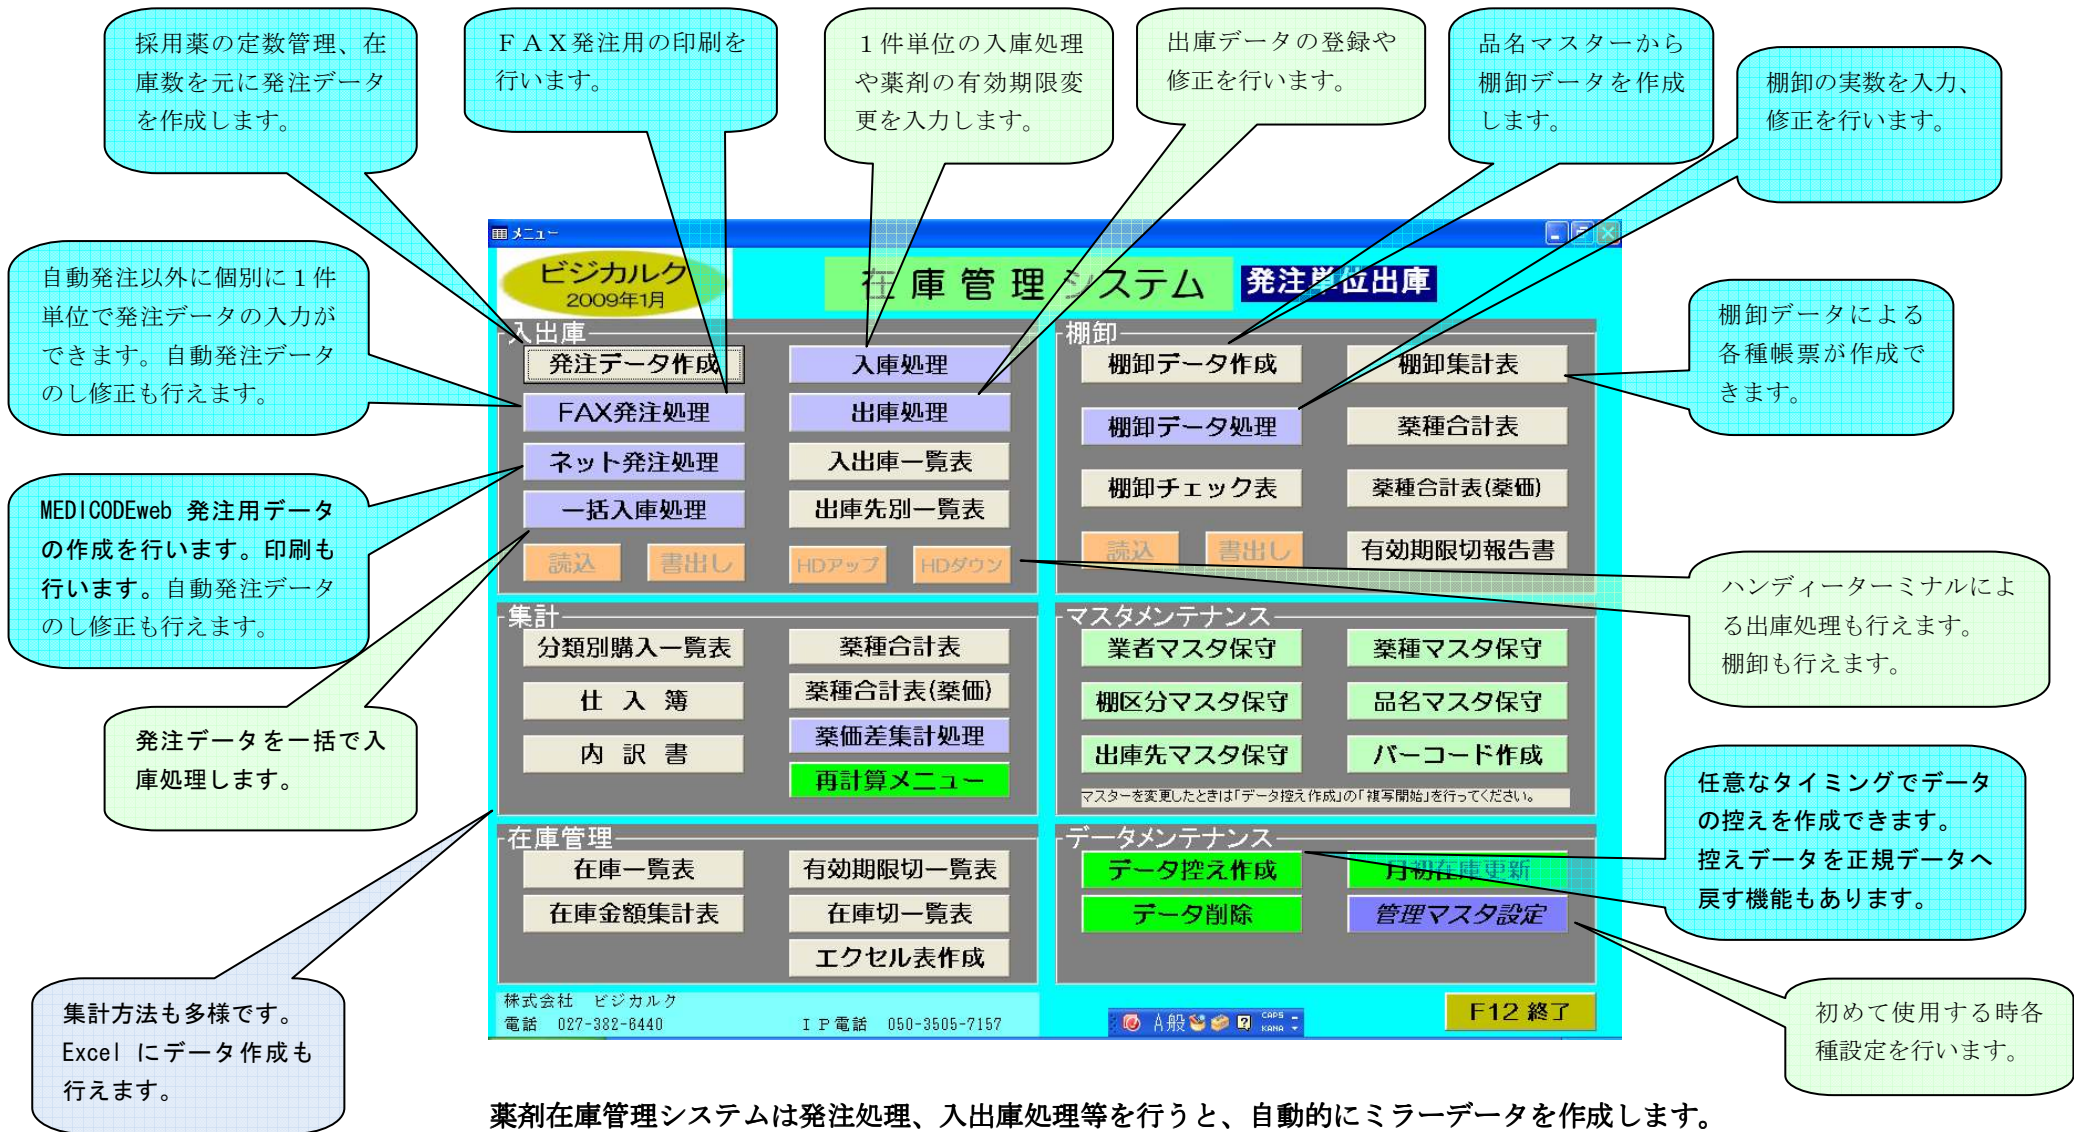 採用薬の定数管理、在
庫数を元に発注データ
を作成します。
ＦＡＸ発注用の印刷を
行います。
１件単位の入庫処理
や薬剤の有効期限変
更を入力します。
出庫データの登録や
修正を行います。
品名マスターから
棚卸データを作成
します。
棚卸の実数を入力、
修正を行います。
自動発注以外に個別に１件
単位で発注データの入力が
できます。自動発注データ
のし修正も行えます。
MEDICODEweb 発注用データ
の作成を行います。印刷も
行います。自動発注データ
のし修正も行えます。
発注データを一括で入
庫処理します。
集計方法も多様です。
Excel にデータ作成も
行えます。
メニュー
ビジカルク
2009年1月
在庫管理システム
発注単位出庫
入出庫
発注データ作成
入庫処理
FAX発注処理
出庫処理
ネット発注処理
入出庫一覧表
一括入庫処理
出庫先別一覧表
読込
書出し
HDアップ
HDダウン
棚卸
棚卸データ作成
棚卸集計表
棚卸データ処理
薬種合計表
棚卸チェック表
薬種合計表(薬価)
読込
書出し
有効期限切報告書
集計
分類別購入一覧表
薬種合計表
仕 入 簿
薬種合計表(薬価)
内 訳 書
薬価差集計処理
再計算メニュー
マスタメンテナンス
業者マスタ保守
薬種マスタ保守
棚区分マスタ保守
品名マスタ保守
出庫先マスタ保守
バーコード作成
マスターを変更したときは「データ控え作成」の「複写開始」を行ってください。
在庫管理
在庫一覧表
有効期限切一覧表
在庫金額集計表
在庫切一覧表
エクセル表作成
データメンテナンス
データ控え作成
月初在庫更新
データ削除
管理マスタ設定
株式会社 ビジカルク
電話 027-382-6440
ＩＰ電話 050-3505-7157
A般
CAPS
KANA
F12 終了
棚卸データによる
各種帳票が作成で
きます。
ハンディーターミナルによ
る出庫処理も行えます。
棚卸も行えます。
任意なタイミングでデータ
の控えを作成できます。
控えデータを正規データへ
戻す機能もあります。
初めて使用する時各
種設定を行います。
薬剤在庫管理システムは発注処理、入出庫処理等を行うと、自動的にミラーデータを作成します。